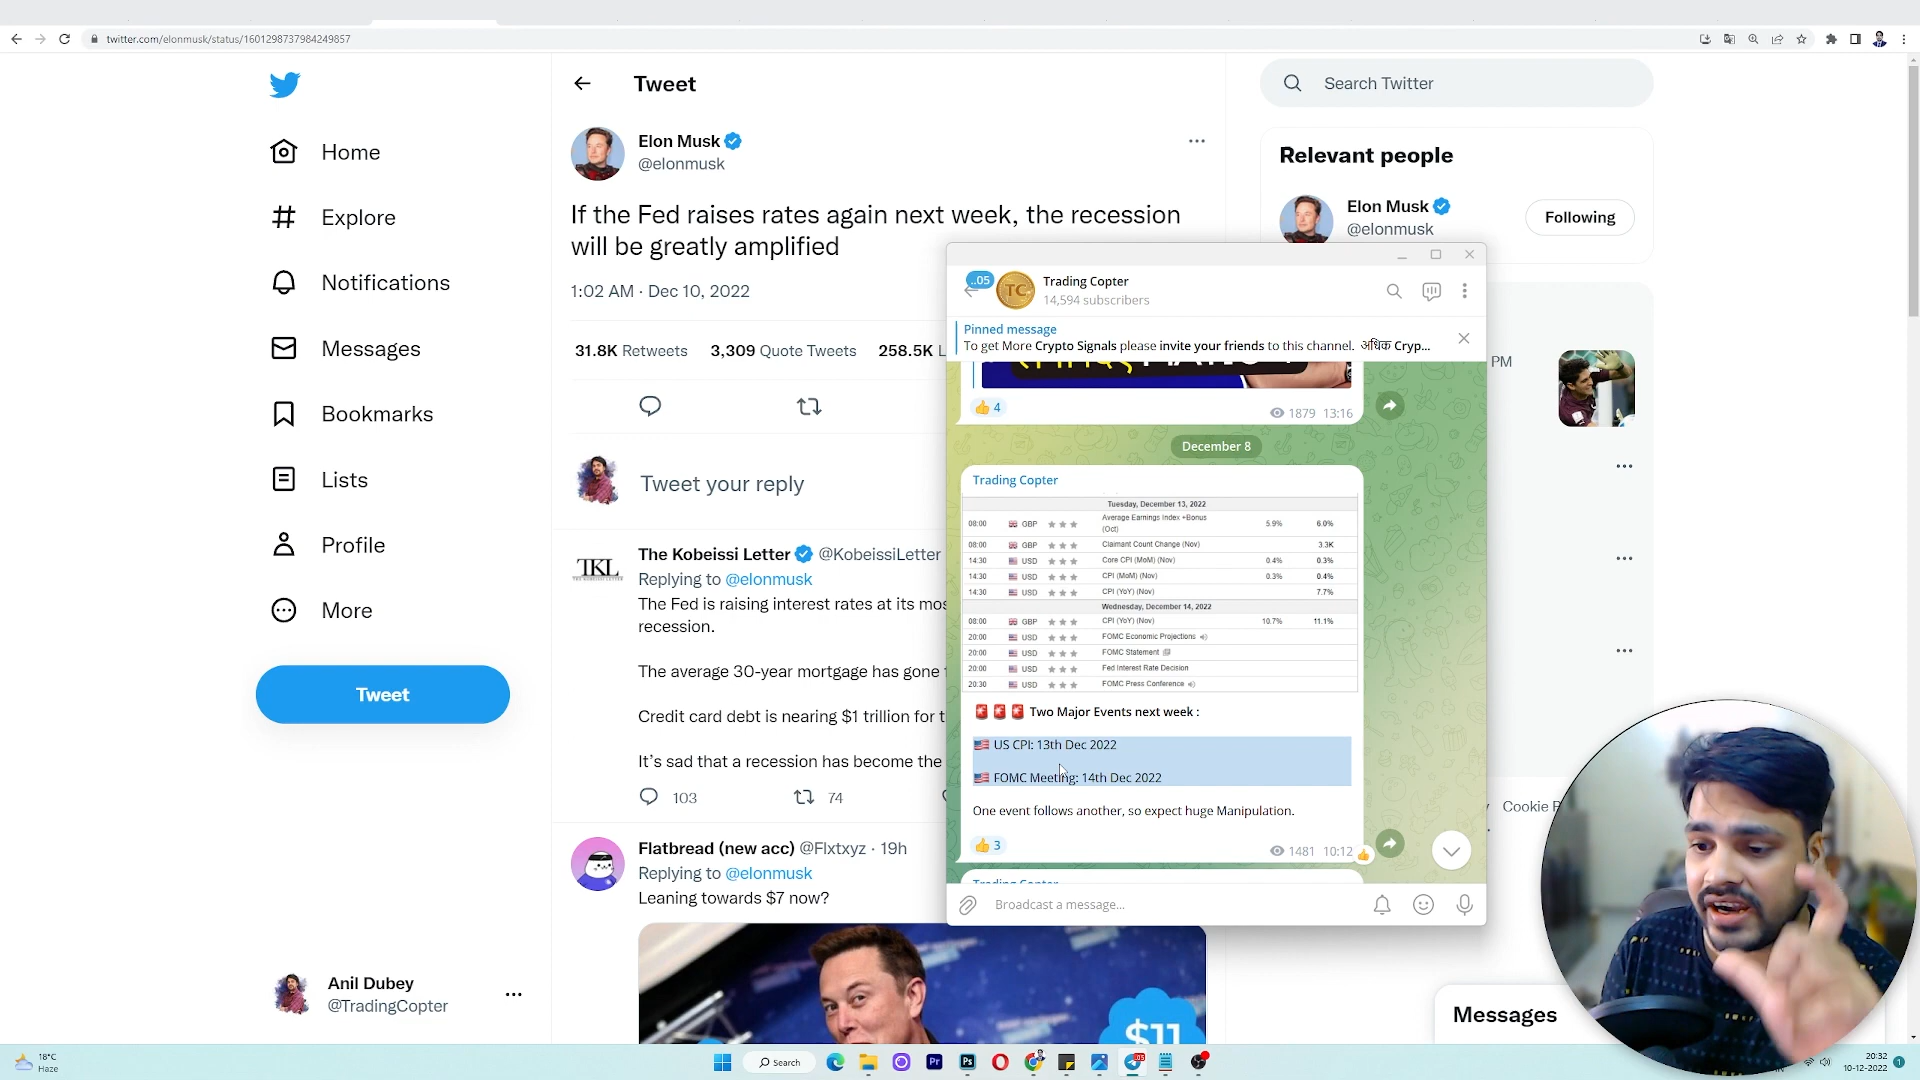 twitter.com/elonmusk/status/1601298737984249857
Home
Explore
Notifications
Messages
Bookmarks
Lists
Profile
More
Tweet
Anil Dubey
@TradingCopter
Tweet
Elon Musk
@elonmusk
If the Fed raises rates again next week, the recession
will be greatly amplified
1:02 AM · Dec 10, 2022
31.8K Retweets 3,309 Quote Tweets 258.5K L
Tweet your reply
TKL
The Kobeissi Letter @KobeissiLetter
Replying to @elonmusk
The Fed is raising interest rates at its mos
recession.
The average 30-year mortgage has gone
Credit card debt is nearing $1 trillion for t
It's sad that a recession has become the
103 74
Flatbread (new acc) @Flxtxyz · 19h
Replying to @elonmusk
Leaning towards $7 now?
$11
Search Twitter
Relevant people
Elon Musk
@elonmusk
Following
PM
Cookie P
Messages
..05
TC
Trading Copter
14,594 subscribers
Pinned message
To get More Crypto Signals please invite your friends to this channel. अधिक Cryp...
👍 4
1879 13:16
December 8
Trading Copter
Tuesday, December 13, 2022
08:00 GBP Average Earnings Index +Bonus (Oct) 5.9% 6.0%
08:00 GBP Claimant Count Change (Nov) 3.3K
14:30 USD Core CPI (MoM) (Nov) 0.4% 0.3%
14:30 USD CPI (MoM) (Nov) 0.3% 0.4%
14:30 USD CPI (YoY) (Nov) 7.7%
Wednesday, December 14, 2022
08:00 GBP CPI (YoY) (Nov) 10.7% 11.1%
20:00 USD FOMC Economic Projections
20:00 USD FOMC Statement
20:00 USD Fed Interest Rate Decision
20:30 USD FOMC Press Conference
🚨🚨🚨 Two Major Events next week :
🇺🇸 US CPI: 13th Dec 2022
🇺🇸 FOMC Meeting: 14th Dec 2022
One event follows another, so expect huge Manipulation.
👍 3
1481 10:12
Trading Copter
Broadcast a message...
18°C
Haze
Search
20:32
10-12-2022
1